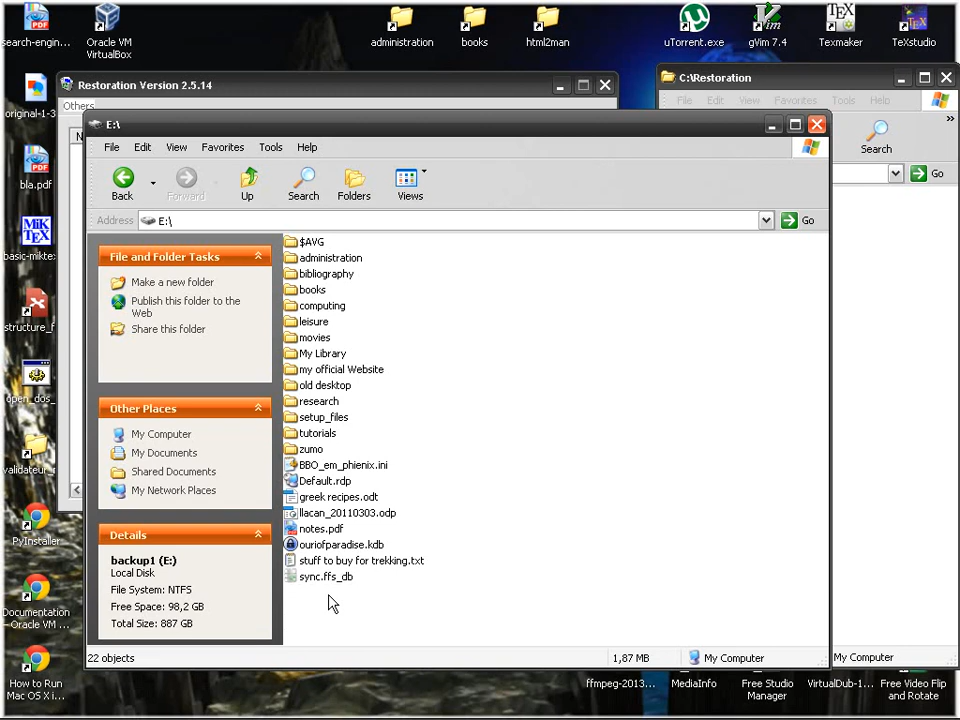 search-engin...
Oracle VM
VirtualBox
administration
books
html2man
uTorrent.exe
gVim 7.4
Texmaker
TeXstudio
original-1-3
bla.pdf
basic-mikte
structure_f
open_dos_
validateur_
PyInstaller
Documentation
Oracle VM ...
How to Run
Mac OS X i...
Restoration Version 2.5.14
Others
N
C:\Restoration
File Edit View Favorites Tools Help
»
Search
Go
My Computer
E:\
File Edit View Favorites Tools Help
Back
Forward
Up
Search
Folders
Views
Address E:\
Go
File and Folder Tasks
Make a new folder
Publish this folder to the
Web
Share this folder
Other Places
My Computer
My Documents
Shared Documents
My Network Places
Details
backup1 (E:)
Local Disk
File System: NTFS
Free Space: 98,2 GB
Total Size: 887 GB
$AVG
administration
bibliography
books
computing
leisure
movies
My Library
my official Website
old desktop
research
setup_files
tutorials
zumo
BBO_em_phienix.ini
Default.rdp
greek recipes.odt
llacan_20110303.odp
notes.pdf
ouriofparadise.kdb
stuff to buy for trekking.txt
sync.ffs_db
22 objects
1,87 MB
My Computer
ffmpeg-2013...
MediaInfo
Free Studio
Manager
VirtualDub-1...
Free Video Flip
and Rotate